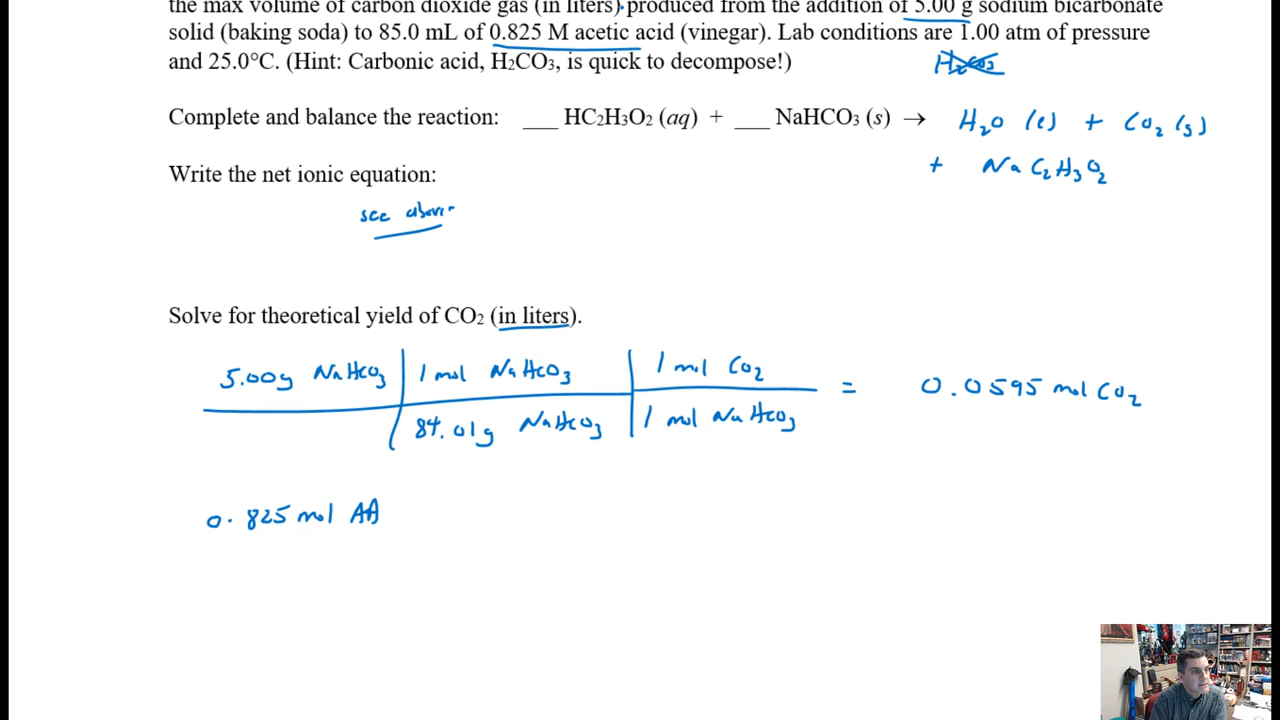 the max volume of carbon dioxide gas (in liters) produced from the addition of 5.00 g sodium bicarbonate
solid (baking soda) to 85.0 mL of 0.825 M acetic acid (vinegar). Lab conditions are 1.00 atm of pressure
and 25.0°C. (Hint: Carbonic acid, H₂CO₃, is quick to decompose!)
H₂CO₃
Complete and balance the reaction: ___ HC₂H₃O₂ (aq) + ___ NaHCO₃ (s) → H₂O (l) + CO₂ (g)
+ NaC₂H₃O₂
Write the net ionic equation:
see above
Solve for theoretical yield of CO₂ (in liters).
5.00g NaHCO₃ | 1 mol NaHCO₃ | 1 mol CO₂ = 0.0595 mol CO₂
84.01g NaHCO₃ | 1 mol NaHCO₃
0.825 mol AA